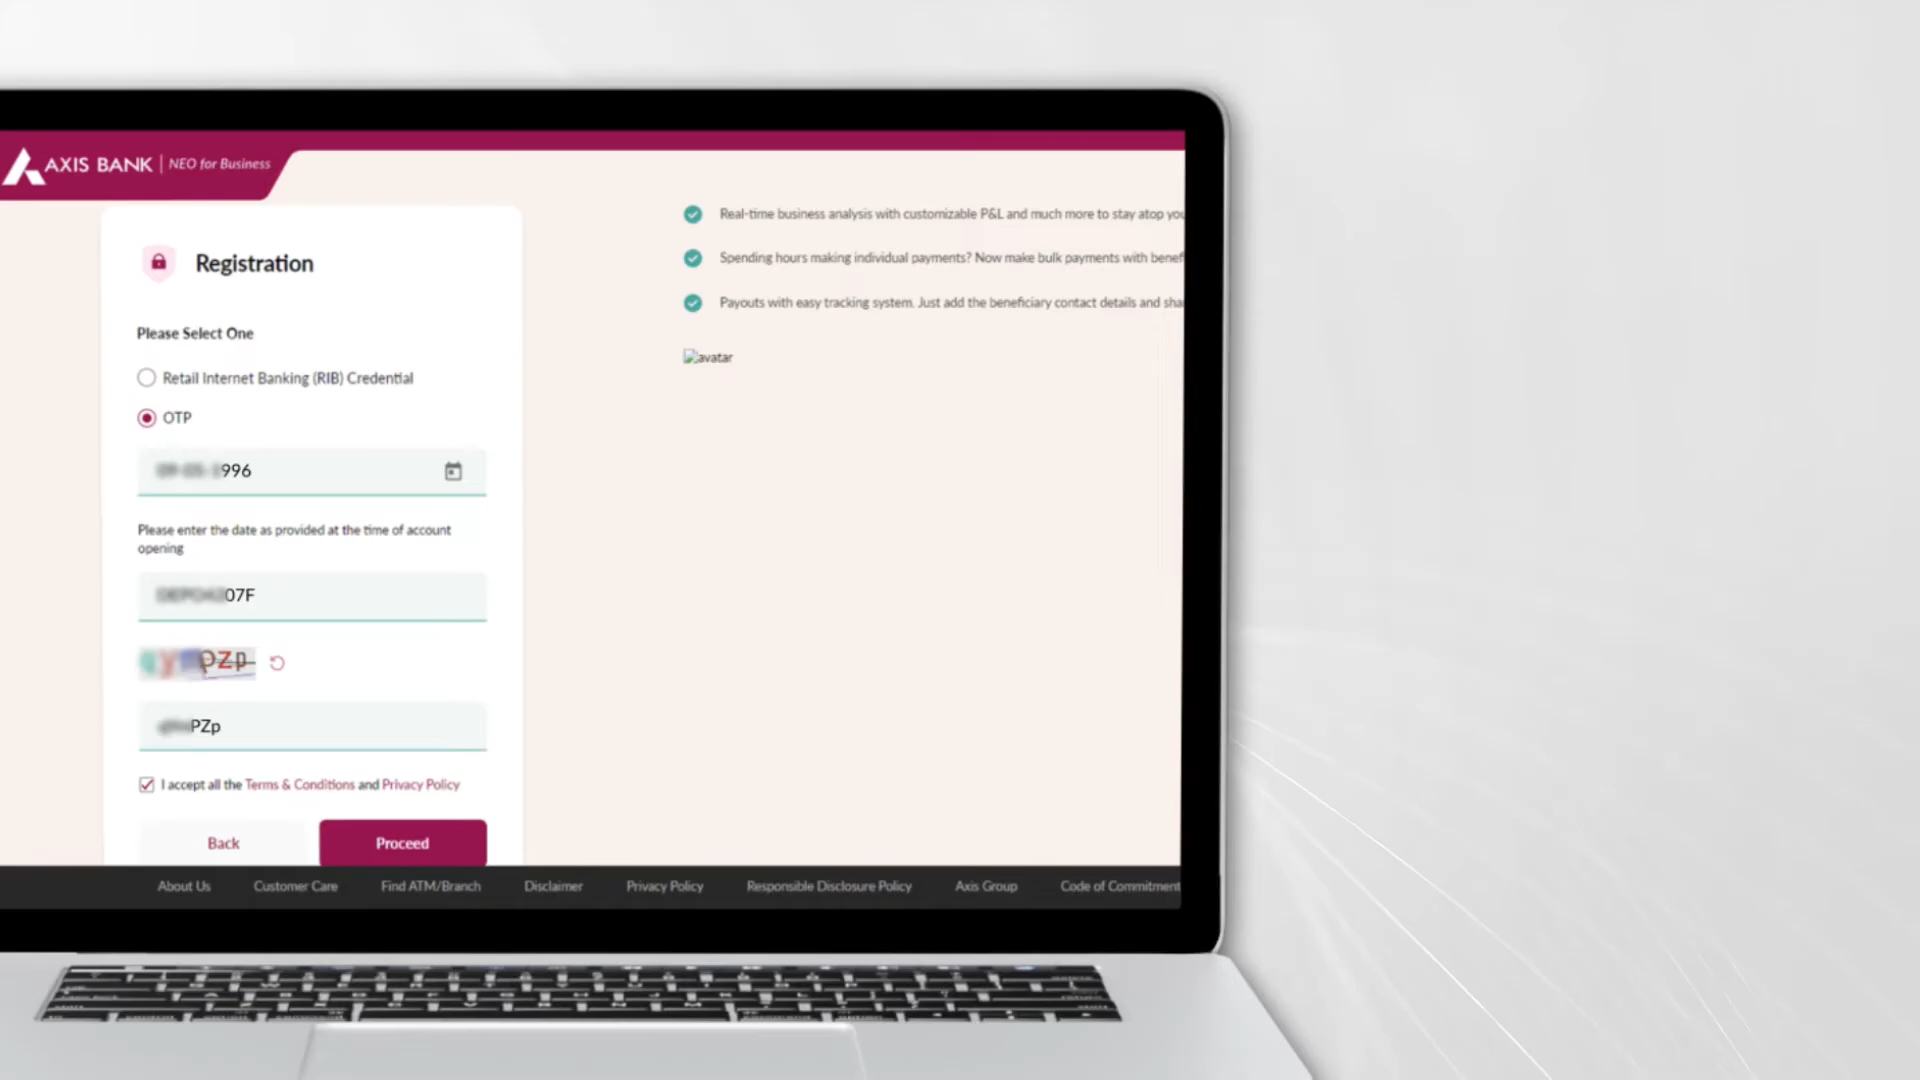 AXIS BANK | NEO for Business
Registration
Please Select One
Retail Internet Banking (RIB) Credential
OTP
996
Please enter the date as provided at the time of account
opening
07F
PZp
PZp
I accept all the Terms & Conditions and Privacy Policy
Back
Proceed
Real-time business analysis with customizable P&L and much more to stay atop you
Spending hours making individual payments? Now make bulk payments with benef
Payouts with easy tracking system. Just add the beneficiary contact details and sha
avatar
About Us
Customer Care
Find ATM/Branch
Disclaimer
Privacy Policy
Responsible Disclosure Policy
Axis Group
Code of Commitment